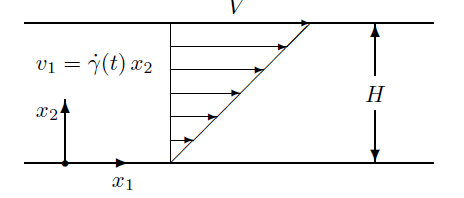 V
v₁ = γ̇(t) x₂
H
x₂
x₁